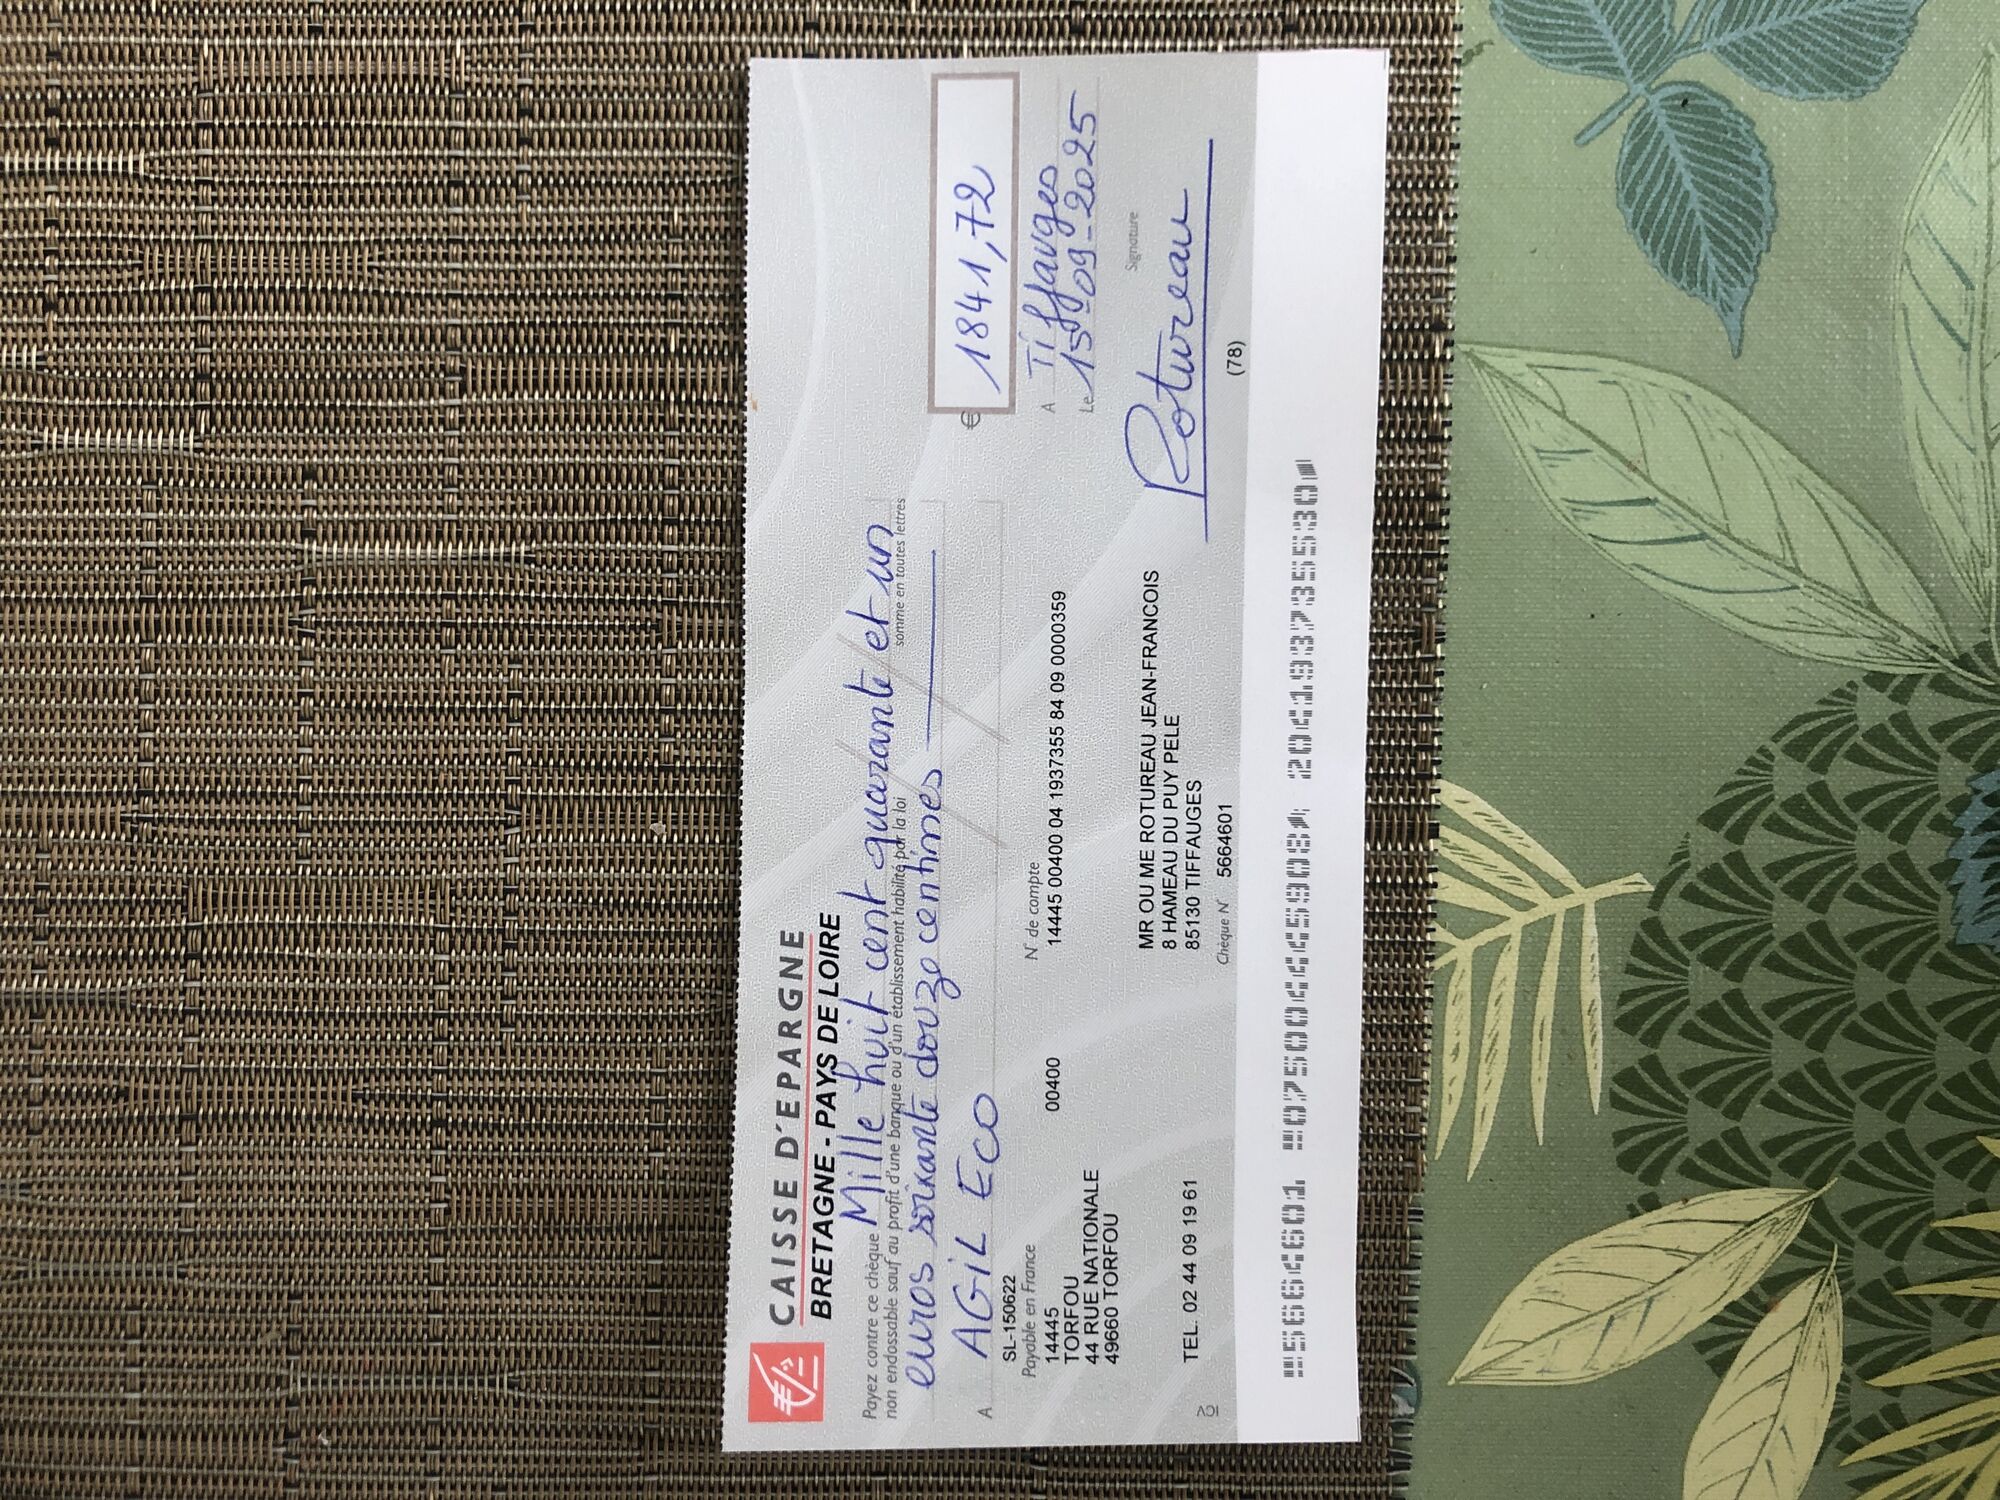 CAISSE D'EPARGNE
BRETAGNE - PAYS DE LOIRE
Payez contre ce chèque Mille huit cent quarante et un
non endossable sauf au profit d'une banque ou d'un établissement habilité par la loi somme en toutes lettres
euros soixante douze centimes
€ 1841,72
A AGIL ECO
A Tiffauges
Le 15-09-2025
SL-150622
Payable en France
N° de compte
14445 00400 14445 00400 04 1937355 84 09 0000359
TORFOU
44 RUE NATIONALE
49660 TORFOU
Signature
Rotureau
MR OU ME ROTUREAU JEAN-FRANCOIS
8 HAMEAU DU PUY PELE
85130 TIFFAUGES
TEL. 02 44 09 19 61
Chèque N° 5664601
(78)